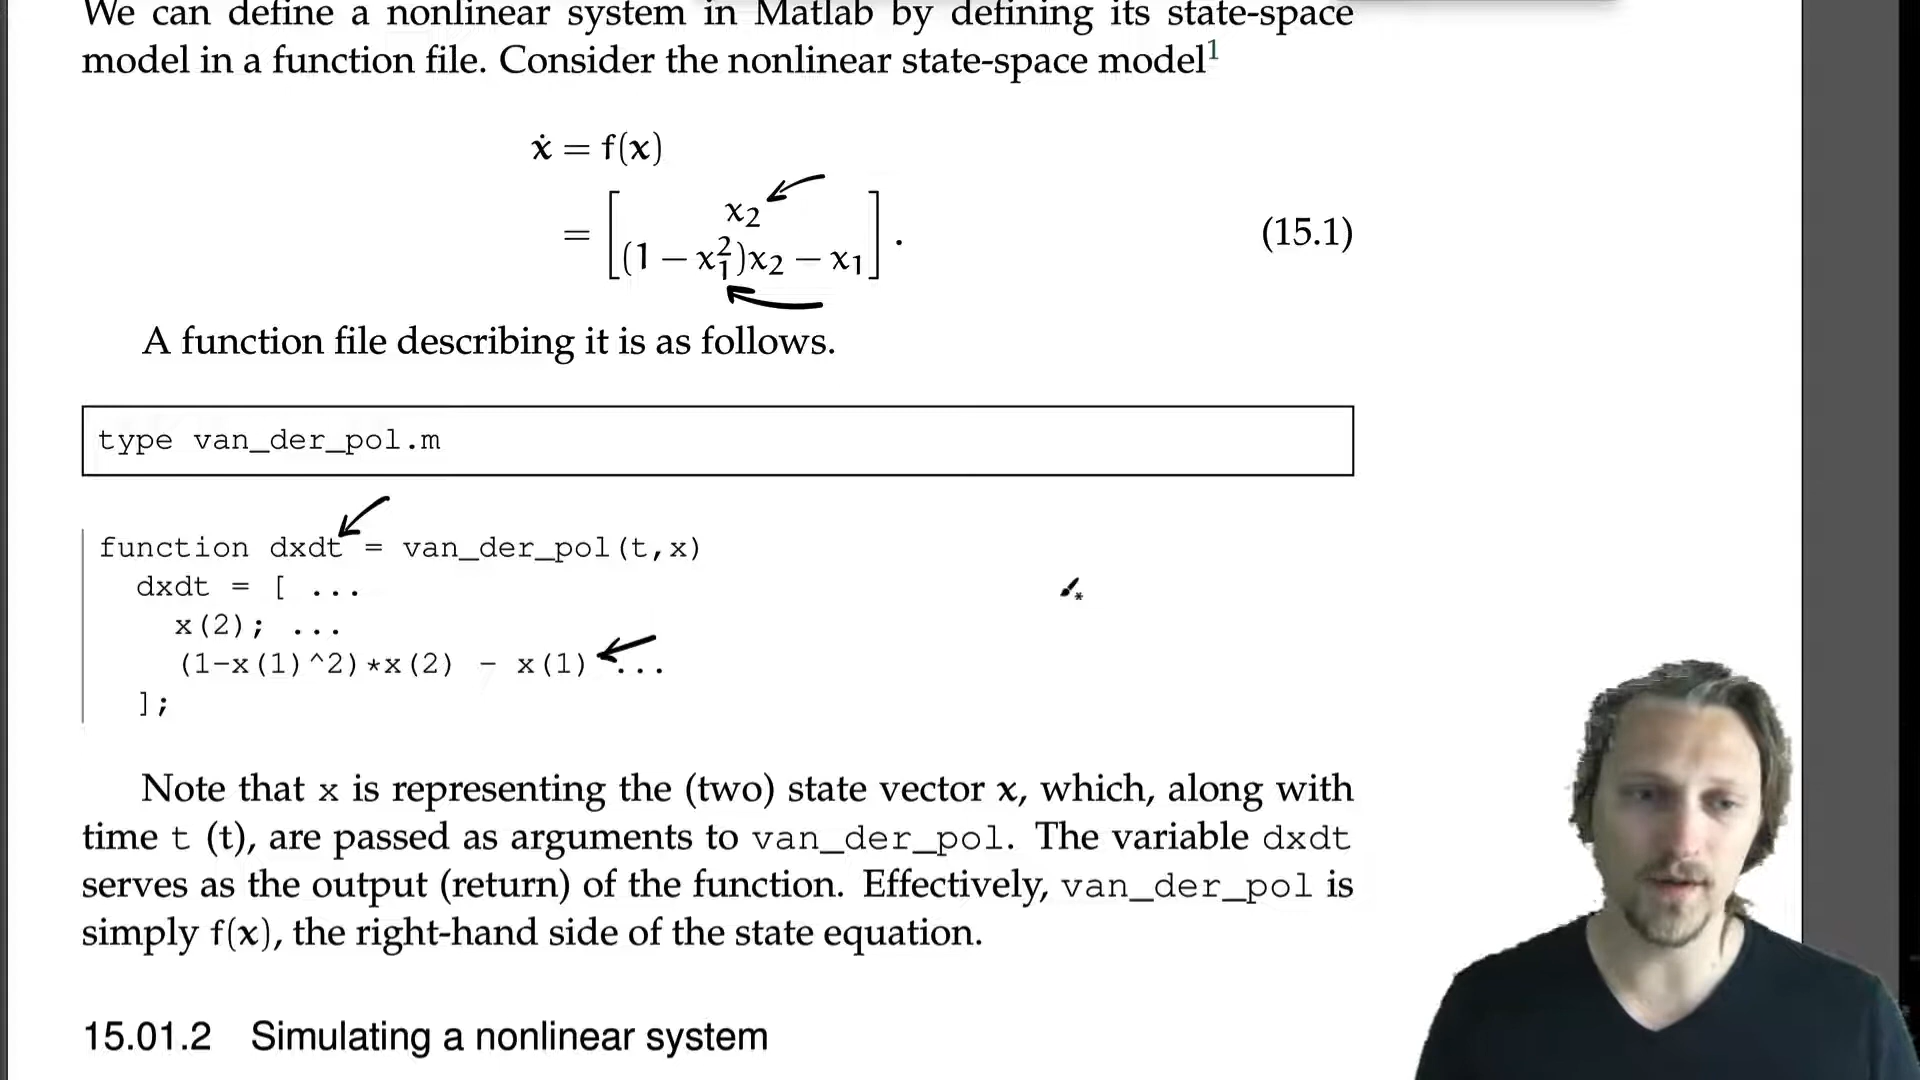 We can define a nonlinear system in Matlab by defining its state-space
model in a function file. Consider the nonlinear state-space model¹
ẋ = f(x)
= [ x₂
(1 − x₁²)x₂ − x₁ ] . (15.1)
A function file describing it is as follows.
type van_der_pol.m
function dxdt = van_der_pol(t,x)
dxdt = [ ...
x(2); ...
(1-x(1)^2)*x(2) - x(1) ...
];
Note that x is representing the (two) state vector x, which, along with
time t (t), are passed as arguments to van_der_pol. The variable dxdt
serves as the output (return) of the function. Effectively, van_der_pol is
simply f(x), the right-hand side of the state equation.
15.01.2 Simulating a nonlinear system